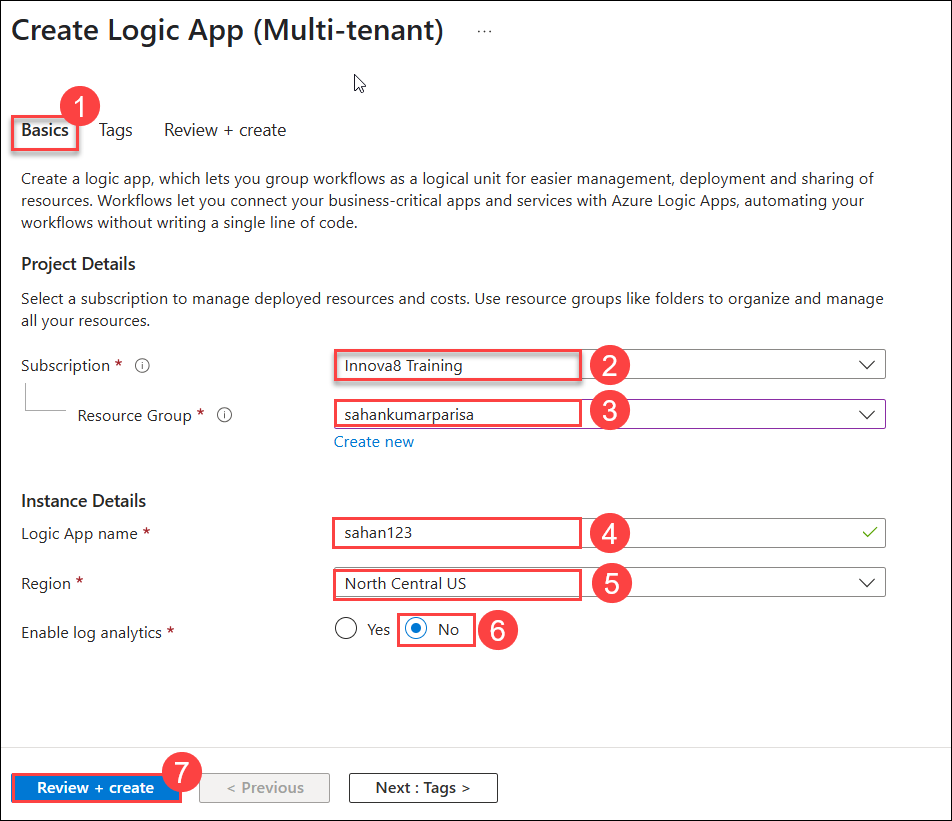 Create Logic App (Multi-tenant) ...
1
Basics Tags Review + create
Create a logic app, which lets you group workflows as a logical unit for easier management, deployment and sharing of
resources. Workflows let you connect your business-critical apps and services with Azure Logic Apps, automating your
workflows without writing a single line of code.
Project Details
Select a subscription to manage deployed resources and costs. Use resource groups like folders to organize and manage
all your resources.
Subscription * Innova8 Training 2
Resource Group * sahankumarparisa 3
Create new
Instance Details
Logic App name * sahan123 4
Region * North Central US 5
Enable log analytics * Yes No 6
7
Review + create < Previous Next : Tags >